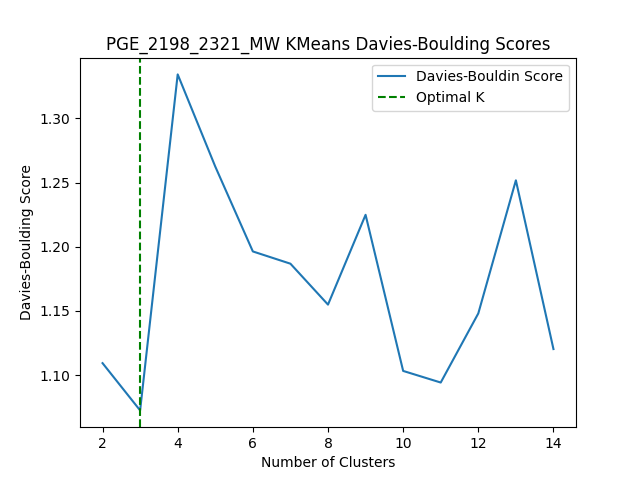 PGE_2198_2321_MW KMeans Davies-Boulding Scores
Davies-Bouldin Score
Optimal K
1.30
1.25
1.20
1.15
1.10
Davies-Boulding Score
2 4 6 8 10 12 14
Number of Clusters